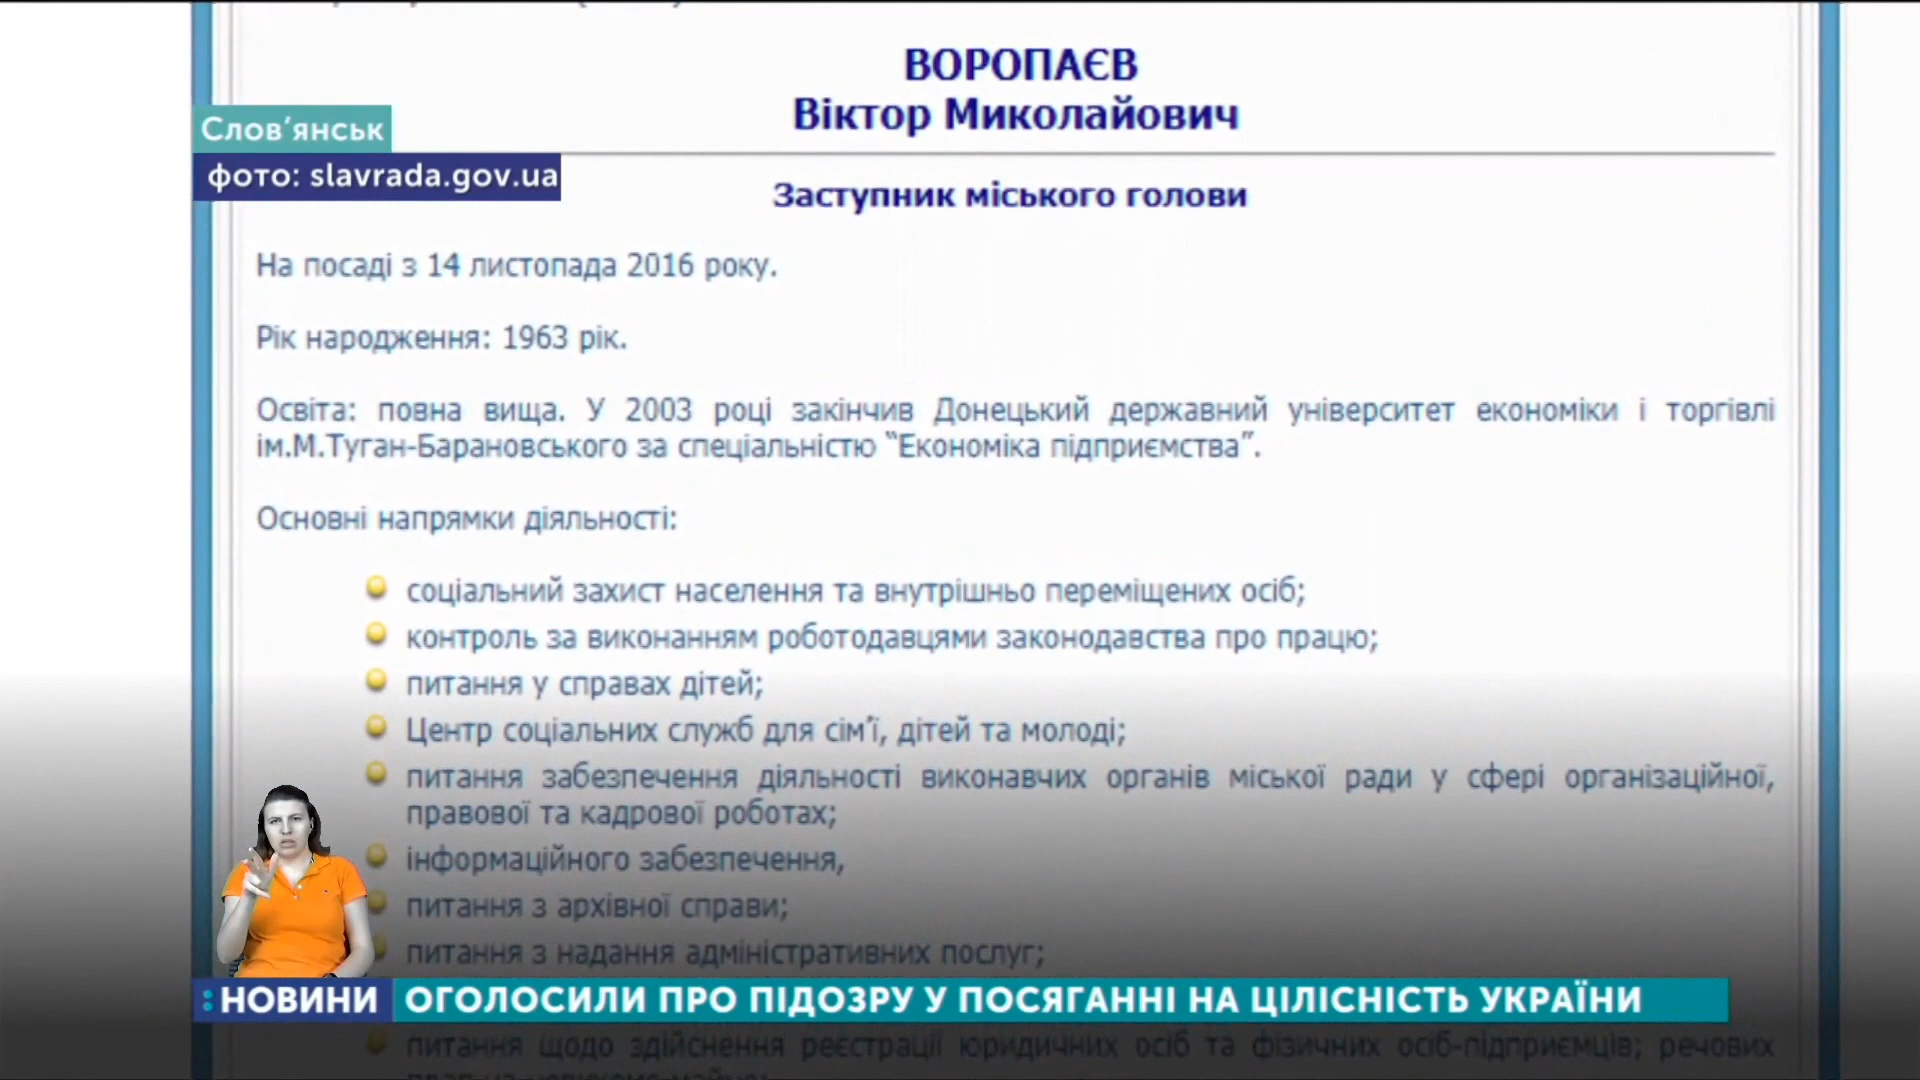 ВОРОПАЄВ
Віктор Миколайович
Слов’янськ
фото: slavrada.gov.ua
Заступник міського голови
На посаді з 14 листопада 2016 року.
Рік народження: 1963 рік.
Освіта: повна вища. У 2003 році закінчив Донецький державний університет економіки і торгівлі
ім.М.Туган-Барановського за спеціальністю “Економіка підприємства”.
Основні напрямки діяльності:
соціальний захист населення та внутрішньо переміщених осіб;
контроль за виконанням роботодавцями законодавства про працю;
питання у справах дітей;
Центр соціальних служб для сім’ї, дітей та молоді;
питання забезпечення діяльності виконавчих органів міської ради у сфері організаційної,
правової та кадрової роботах;
інформаційного забезпечення,
питання з архівної справи;
питання з надання адміністративних послуг;
НОВИНИ ОГОЛОСИЛИ ПРО ПІДОЗРУ У ПОСЯГАННІ НА ЦІЛІСНІСТЬ УКРАЇНИ
питання щодо здійснення реєстрації юридичних осіб та фізичних осіб-підприємців; речових